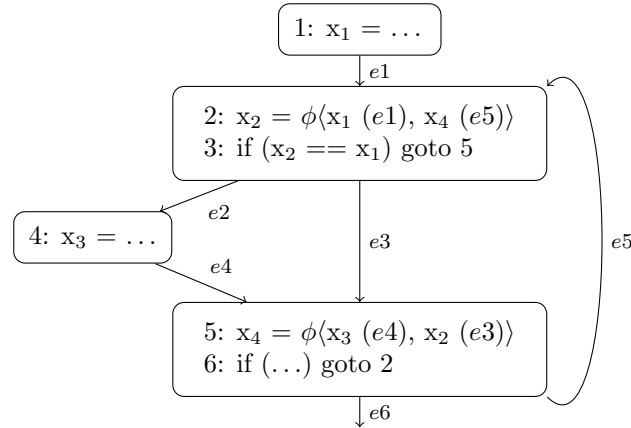 1: x₁ = …
e1
2: x₂ = ϕ⟨x₁ (e1), x₄ (e5)⟩
3: if (x₂ == x₁) goto 5
e2
4: x₃ = …
e3
e5
e4
5: x₄ = ϕ⟨x₃ (e4), x₂ (e3)⟩
6: if (…) goto 2
e6